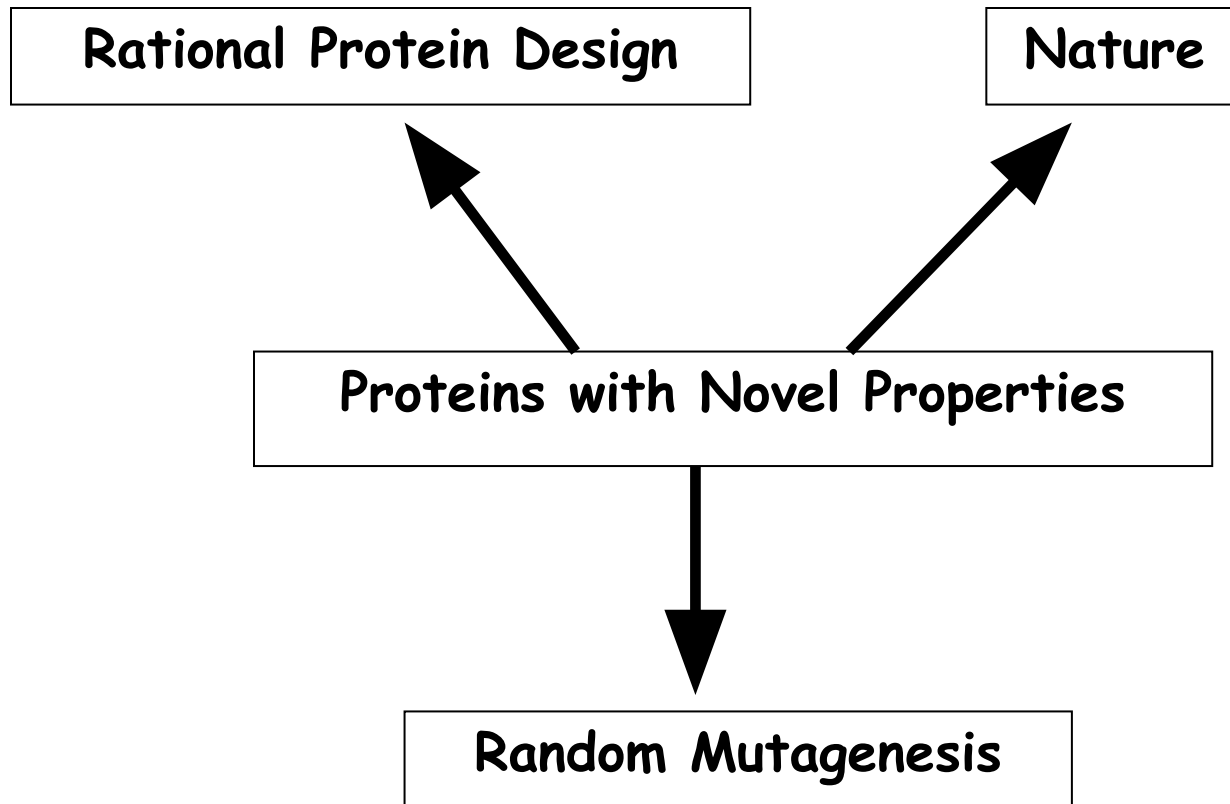 Rational Protein Design
Nature
Proteins with Novel Properties
Random Mutagenesis